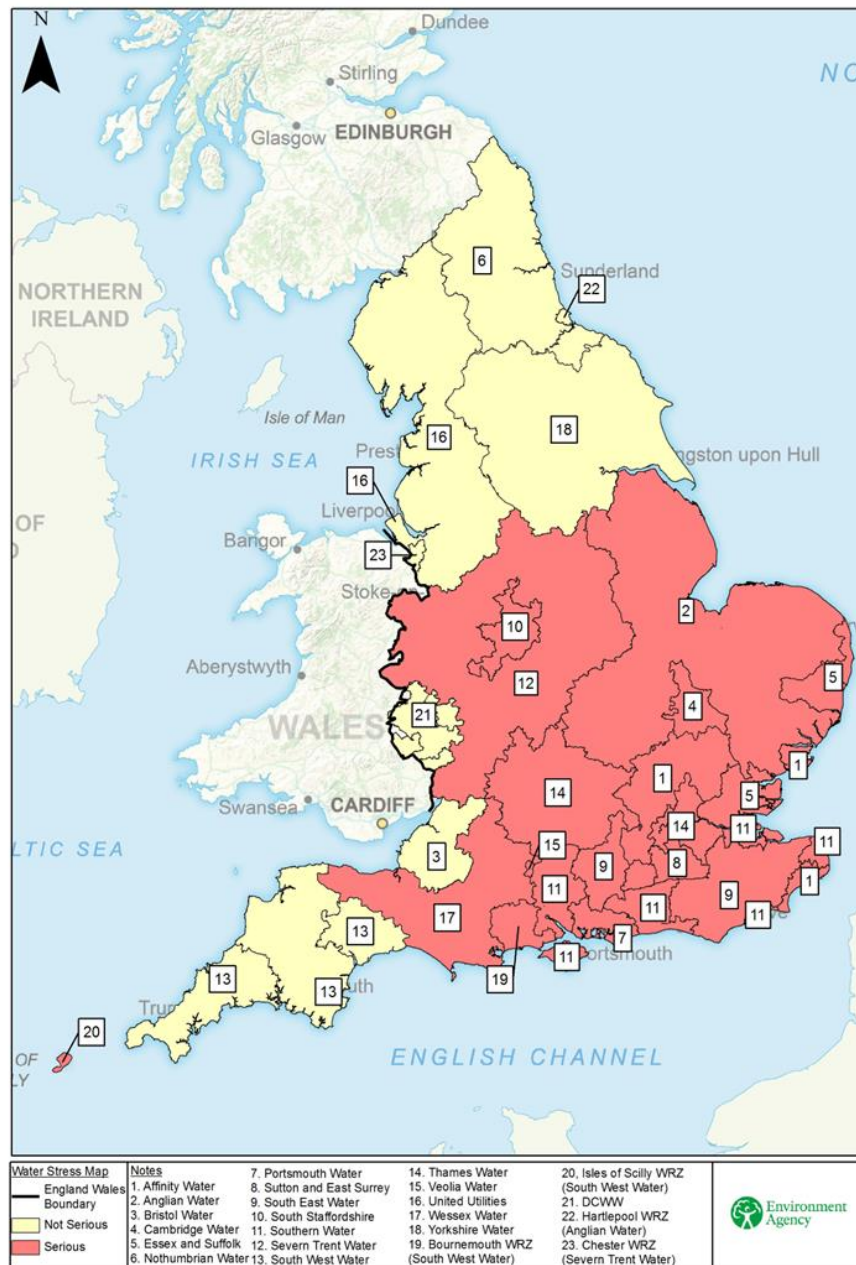 N
Dundee
Stirling
Glasgow
EDINBURGH
NORTHERN
IRELAND
6
Sunderland
22
Isle of Man
IRISH SEA
16
18
16
23
Bangor
2
10
12
5
Aberystwyth
4
21
WALES
1
1
14
5
Swansea
CARDIFF
14
11
11
15
3
9
8
1
11
9
17
11
11
13
7
11
13
13
19
20
ENGLISH CHANNEL
Water Stress Map
England Wales
Boundary
Not Serious
Serious
Notes
1. Affinity Water
2. Anglian Water
3. Bristol Water
4. Cambridge Water
5. Essex and Suffolk
6. Nothumbrian Water
7. Portsmouth Water
8. Sutton and East Surrey
9. South East Water
10. South Staffordshire
11. Southern Water
12. Severn Trent Water
13. South West Water
14. Thames Water
15. Veolia Water
16. United Utilities
17. Wessex Water
18. Yorkshire Water
19. Bournemouth WRZ
(South West Water)
20, Isles of Scilly WRZ
(South West Water)
21. DCWW
22. Hartlepool WRZ
(Anglian Water)
23. Chester WRZ
(Severn Trent Water)
Environment
Agency